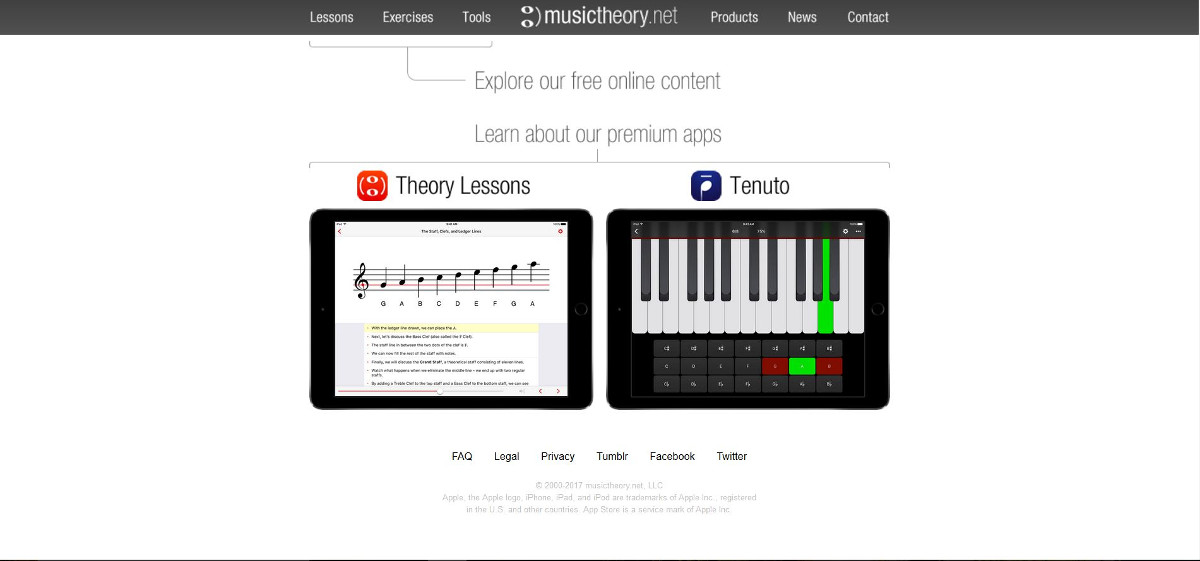 Lessons Exercises Tools musictheory.net Products News Contact
Explore our free online content
Learn about our premium apps
Theory Lessons
Tenuto
The Staff, Clefs, and Ledger Lines
G A B C D E F G A
With the ledger line drawn, we can place the A.
Next, let's discuss the Bass Clef (also called the F Clef).
The staff line in between the two dots of the clef is F.
We can now fill the rest of the staff with notes.
Finally, we will discuss the Grand Staff, a theoretical staff consisting of eleven lines.
Watch what happens when we eliminate the middle line - we end up with two regular
staffs.
By adding a Treble Clef to the top staff and a Bass Clef to the bottom staff, we can see
FAQ Legal Privacy Tumblr Facebook Twitter
© 2000-2017 musictheory.net, LLC
Apple, the Apple logo, iPhone, iPad, and iPod are trademarks of Apple Inc., registered
in the U.S. and other countries. App Store is a service mark of Apple Inc.